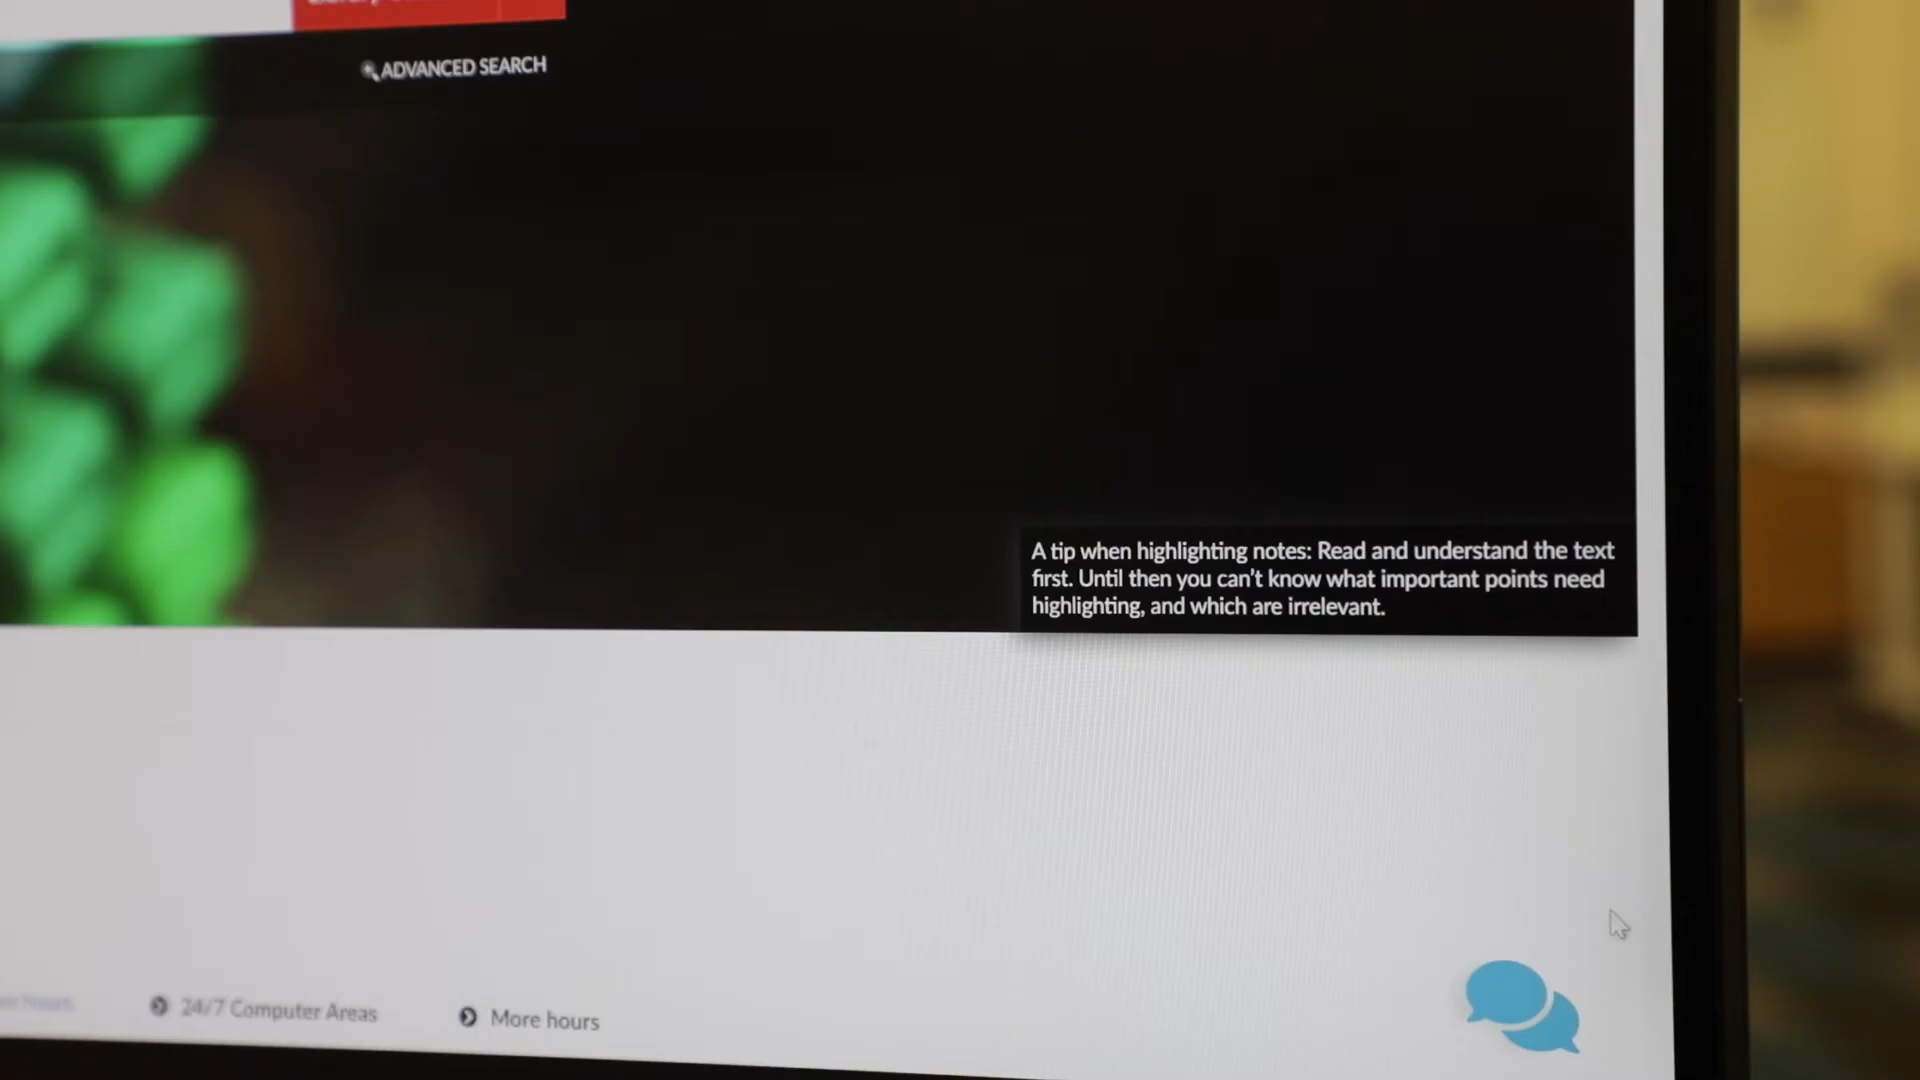 ADVANCED SEARCH
A tip when highlighting notes: Read and understand the text
first. Until then you can't know what important points need
highlighting, and which are irrelevant.
24/7 Computer Areas
More hours